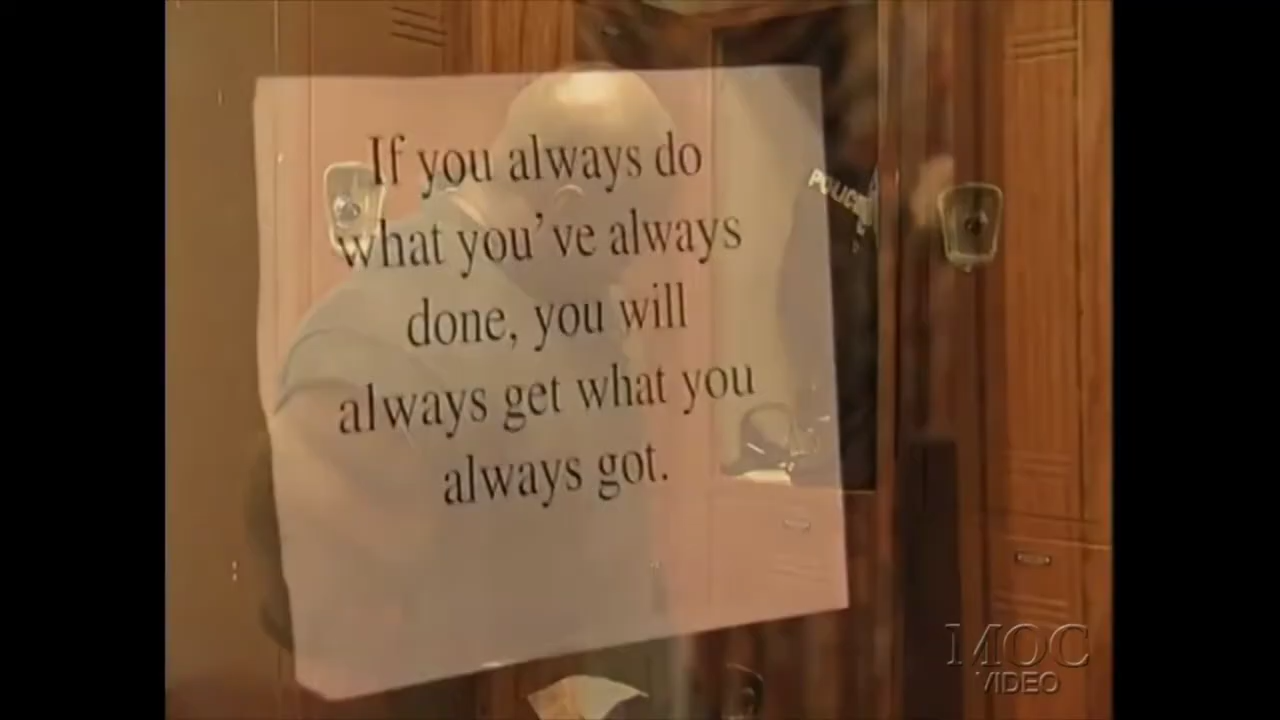 If you always do
what you've always
done, you will
always get what you
always got.
POLICE
MOC
VIDEO